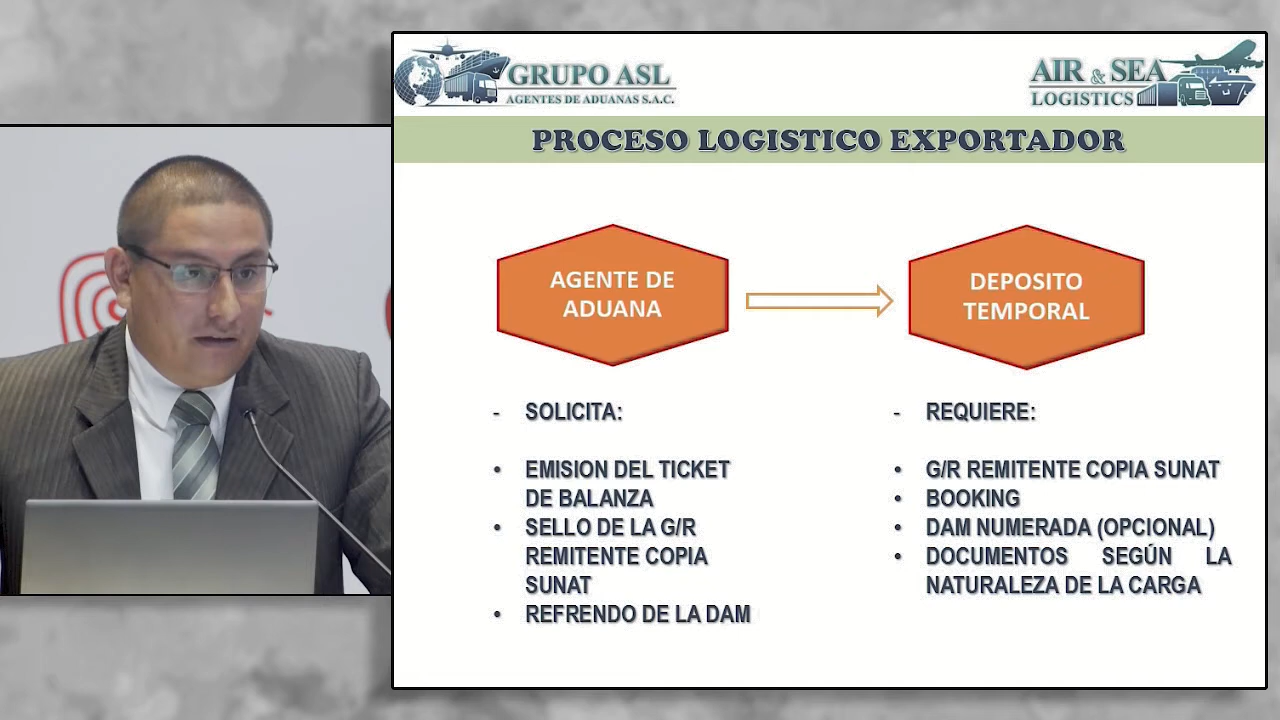 GRUPO ASL
AGENTES DE ADUANAS S.A.C.
AIR & SEA
LOGISTICS
PROCESO LOGISTICO EXPORTADOR
AGENTE DE
ADUANA
DEPOSITO
TEMPORAL
- SOLICITA:
• EMISION DEL TICKET
DE BALANZA
• SELLO DE LA G/R
REMITENTE COPIA
SUNAT
• REFRENDO DE LA DAM
- REQUIERE:
• G/R REMITENTE COPIA SUNAT
• BOOKING
• DAM NUMERADA (OPCIONAL)
• DOCUMENTOS SEGÚN LA
NATURALEZA DE LA CARGA